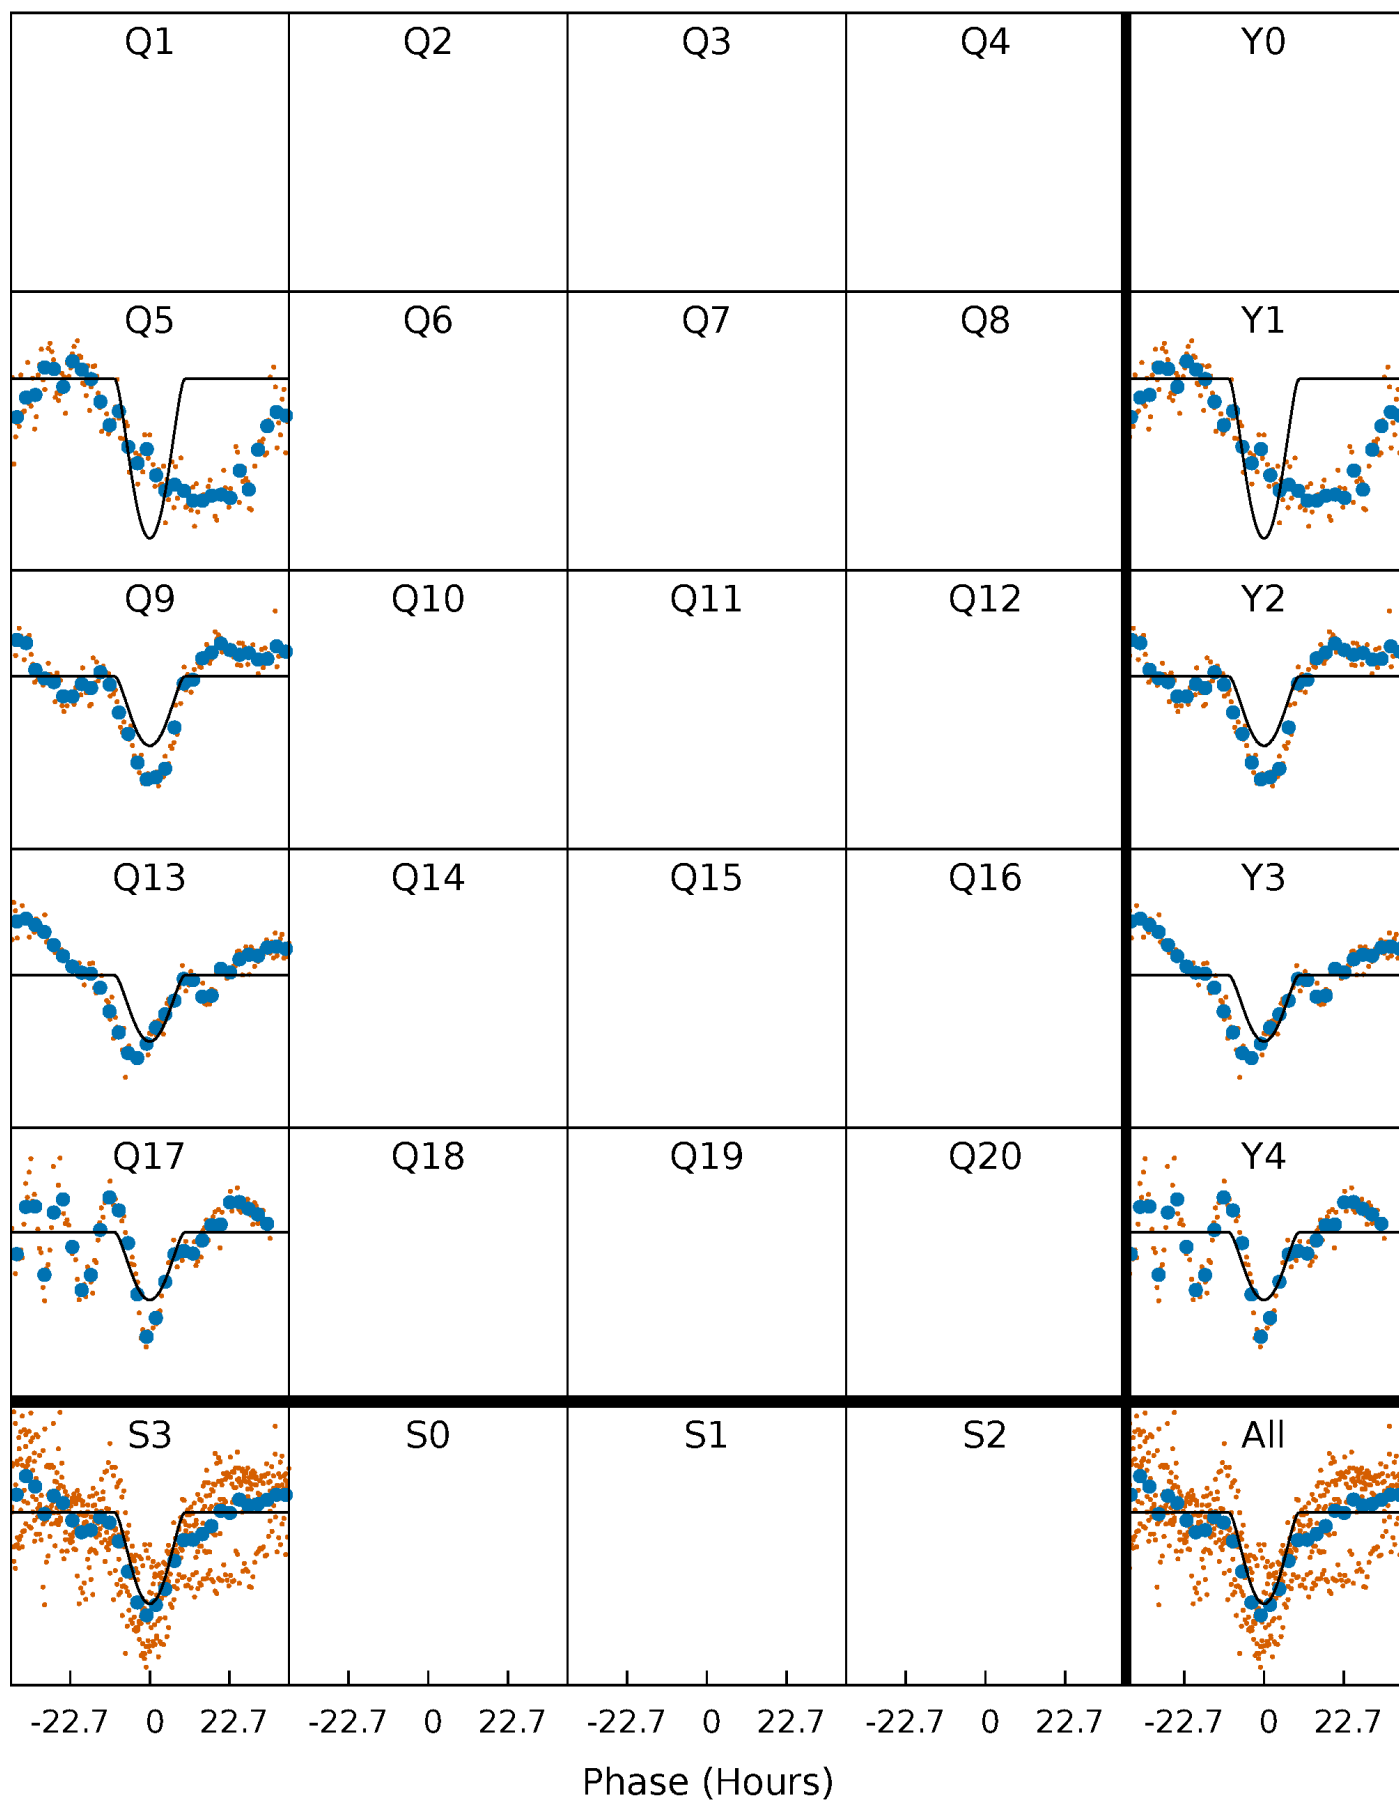 Q1 Q2 Q3 Q4 Y0
Q5 Q6 Q7 Q8 Y1
Q9 Q10 Q11 Q12 Y2
Q13 Q14 Q15 Q16 Y3
Q17 Q18 Q19 Q20 Y4
S3 S0 S1 S2 All
-22.7 0 22.7 -22.7 0 22.7 -22.7 0 22.7 -22.7 0 22.7 -22.7 0 22.7
Phase (Hours)